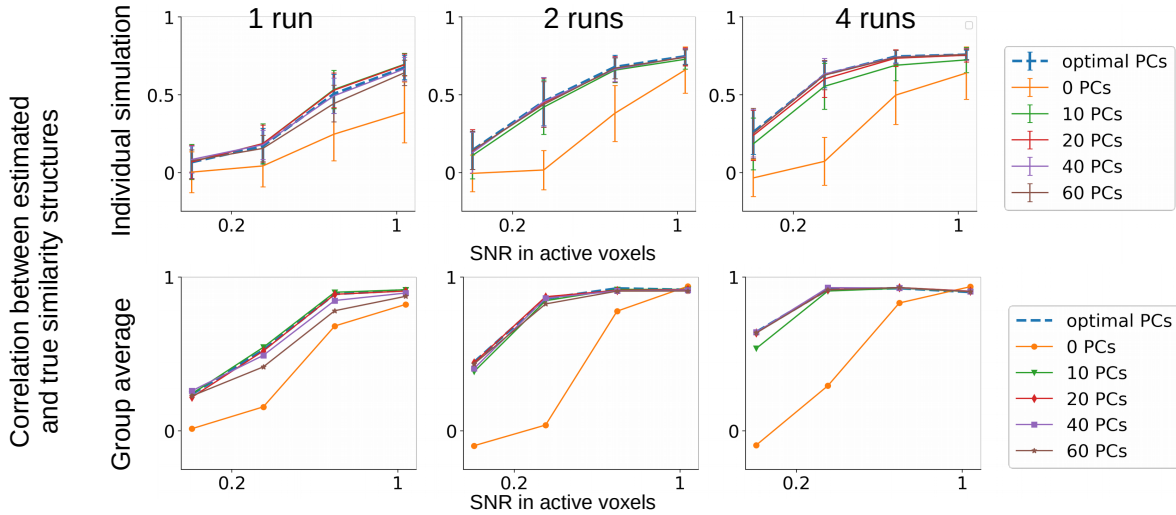 1 run
2 runs
4 runs
Correlation between estimated
and true similarity structures
Individual simulation
1
0.5
0
0.2
1
1
0.5
0
0.2
1
1
0.5
0
0.2
1
SNR in active voxels
optimal PCs
0 PCs
10 PCs
20 PCs
40 PCs
60 PCs
Group average
1
0
0.2
1
1
0
0.2
1
1
0
0.2
1
SNR in active voxels
optimal PCs
0 PCs
10 PCs
20 PCs
40 PCs
60 PCs